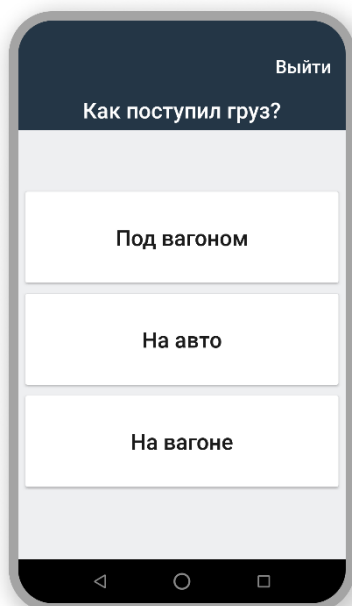 Выйти
Как поступил груз?
Под вагоном
На авто
На вагоне